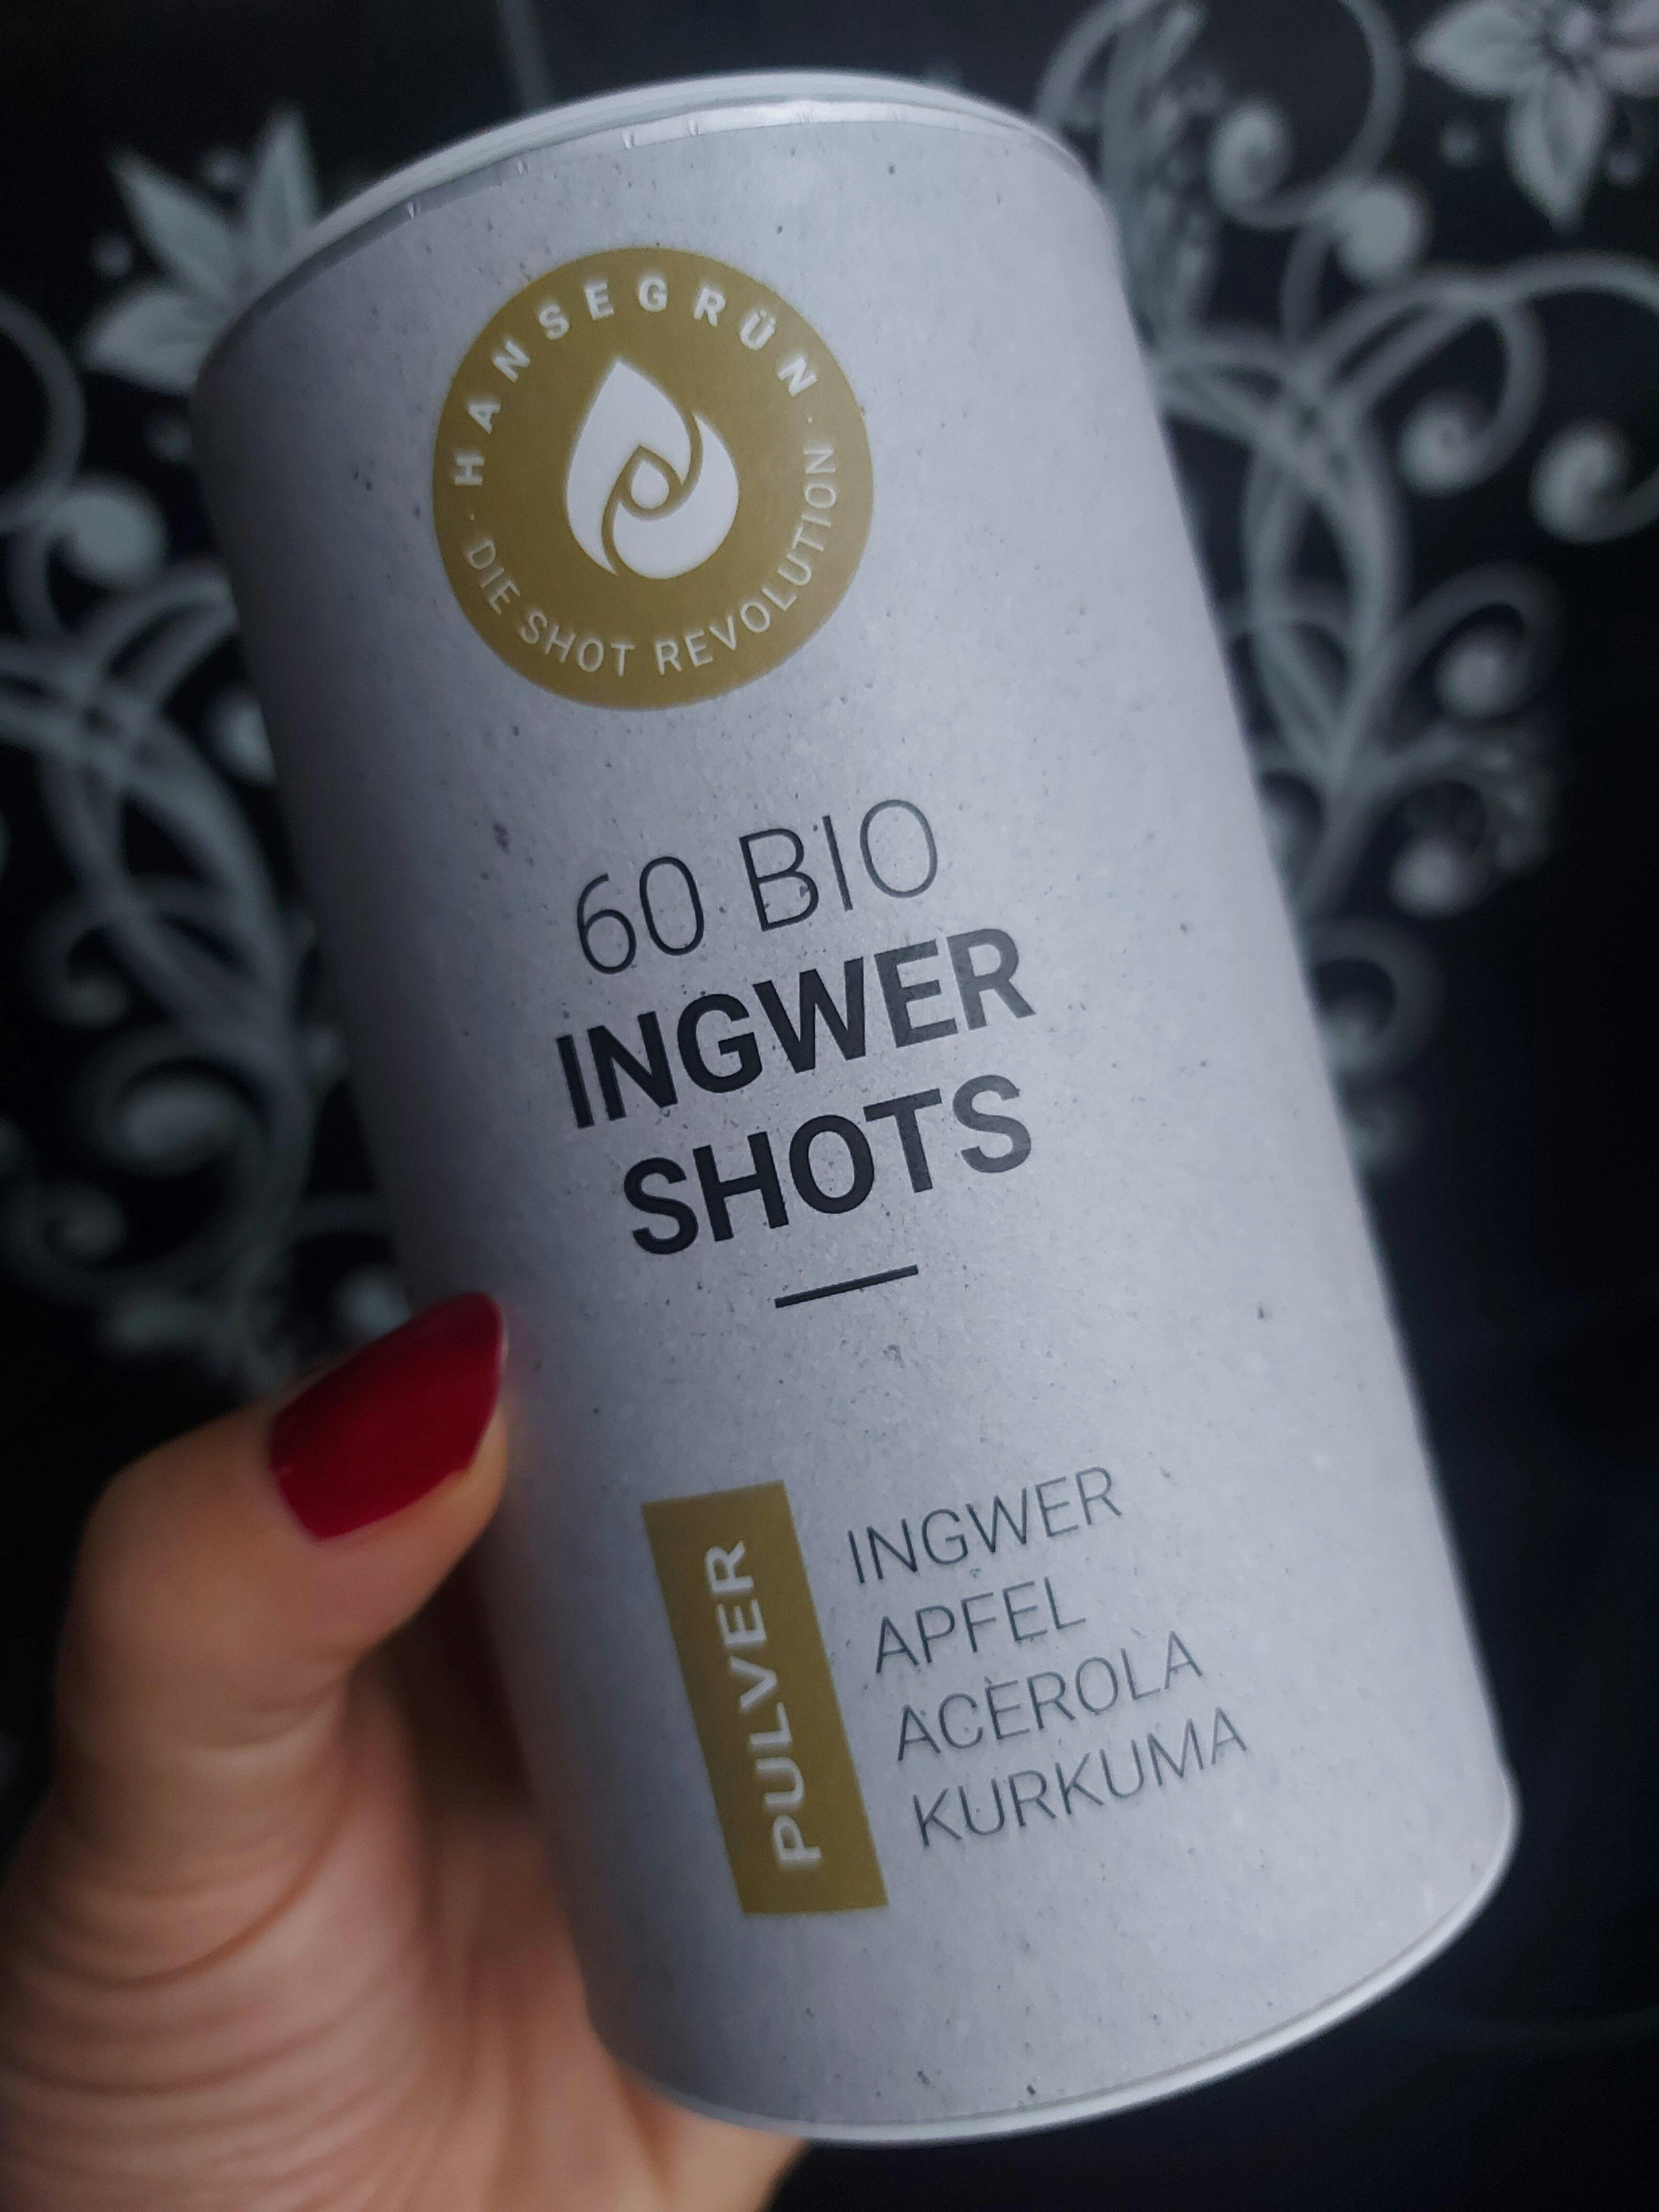 HANSEGRÜN
DIE SHOT REVOLUTION
60 BIO
INGWER
SHOTS
PULVER
INGWER
APFEL
ACEROLA
KURKUMA